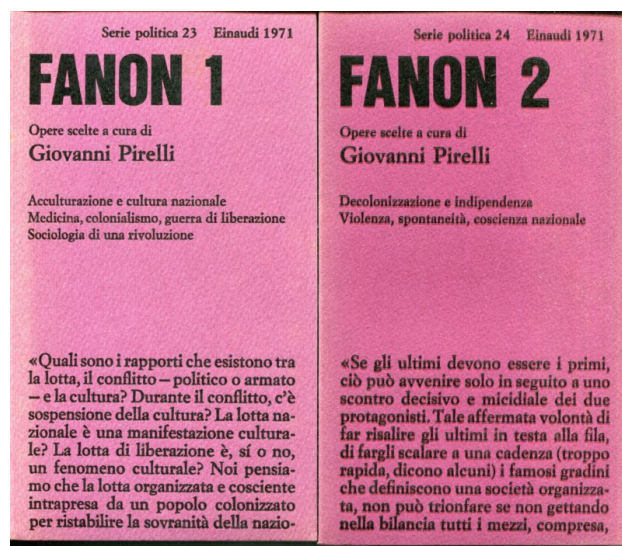 Serie politica 23 Einaudi 1971
FANON 1
Opere scelte a cura di
Giovanni Pirelli
Acculturazione e cultura nazionale
Medicina, colonialismo, guerra di liberazione
Sociologia di una rivoluzione
«Quali sono i rapporti che esistono tra
la lotta, il conflitto – politico o armato
– e la cultura? Durante il conflitto, c'è
sospensione della cultura? La lotta na-
zionale è una manifestazione cultura-
le? La lotta di liberazione è, sí o no,
un fenomeno culturale? Noi pensia-
mo che la lotta organizzata e cosciente
intrapresa da un popolo colonizzato
per ristabilire la sovranità della nazio-
Serie politica 24 Einaudi 1971
FANON 2
Opere scelte a cura di
Giovanni Pirelli
Decolonizzazione e indipendenza
Violenza, spontaneità, coscienza nazionale
«Se gli ultimi devono essere i primi,
ciò può avvenire solo in seguito a uno
scontro decisivo e micidiale dei due
protagonisti. Tale affermata volontà di
far risalire gli ultimi in testa alla fila,
di fargli scalare a una cadenza (troppo
rapida, dicono alcuni) i famosi gradini
che definiscono una società organizza-
ta, non può trionfare se non gettando
nella bilancia tutti i mezzi, compresa,